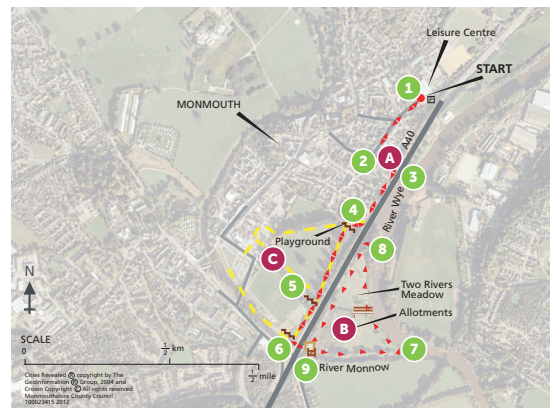 Leisure Centre
START
1
MONMOUTH
A40
2
A
3
River Wye
4
Playground
8
C
Two Rivers
Meadow
5
Allotments
B
N
6
7
River Monnow
9
SCALE
0
1/2 km
1/2 mile
Cities Revealed ® copyright by The
GeoInformation ® Group, 2004 and
Crown Copyright © All rights reserved
Monmouthshire County Council
100023415 2012